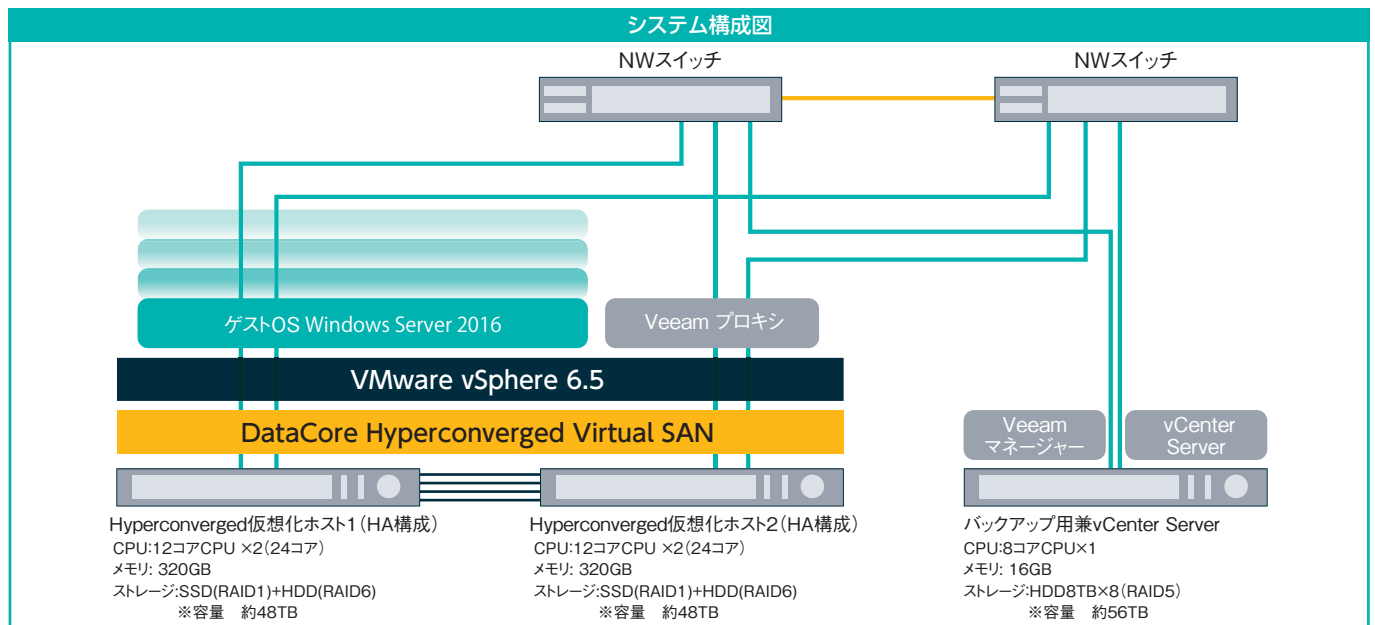 システム構成図
NWスイッチ
NWスイッチ
ゲストOS Windows Server 2016
Veeam プロキシ
VMware vSphere 6.5
DataCore Hyperconverged Virtual SAN
Veeam
マネージャー
vCenter
Server
Hyperconverged仮想化ホスト1（HA構成）
CPU:12コアCPU ×2（24コア）
メモリ: 320GB
ストレージ:SSD(RAID1)+HDD(RAID6)
※容量　約48TB
Hyperconverged仮想化ホスト2（HA構成）
CPU:12コアCPU ×2（24コア）
メモリ: 320GB
ストレージ:SSD(RAID1)+HDD(RAID6)
※容量　約48TB
バックアップ用兼vCenter Server
CPU:8コアCPU×1
メモリ: 16GB
ストレージ:HDD8TB×8（RAID5）
※容量　約56TB